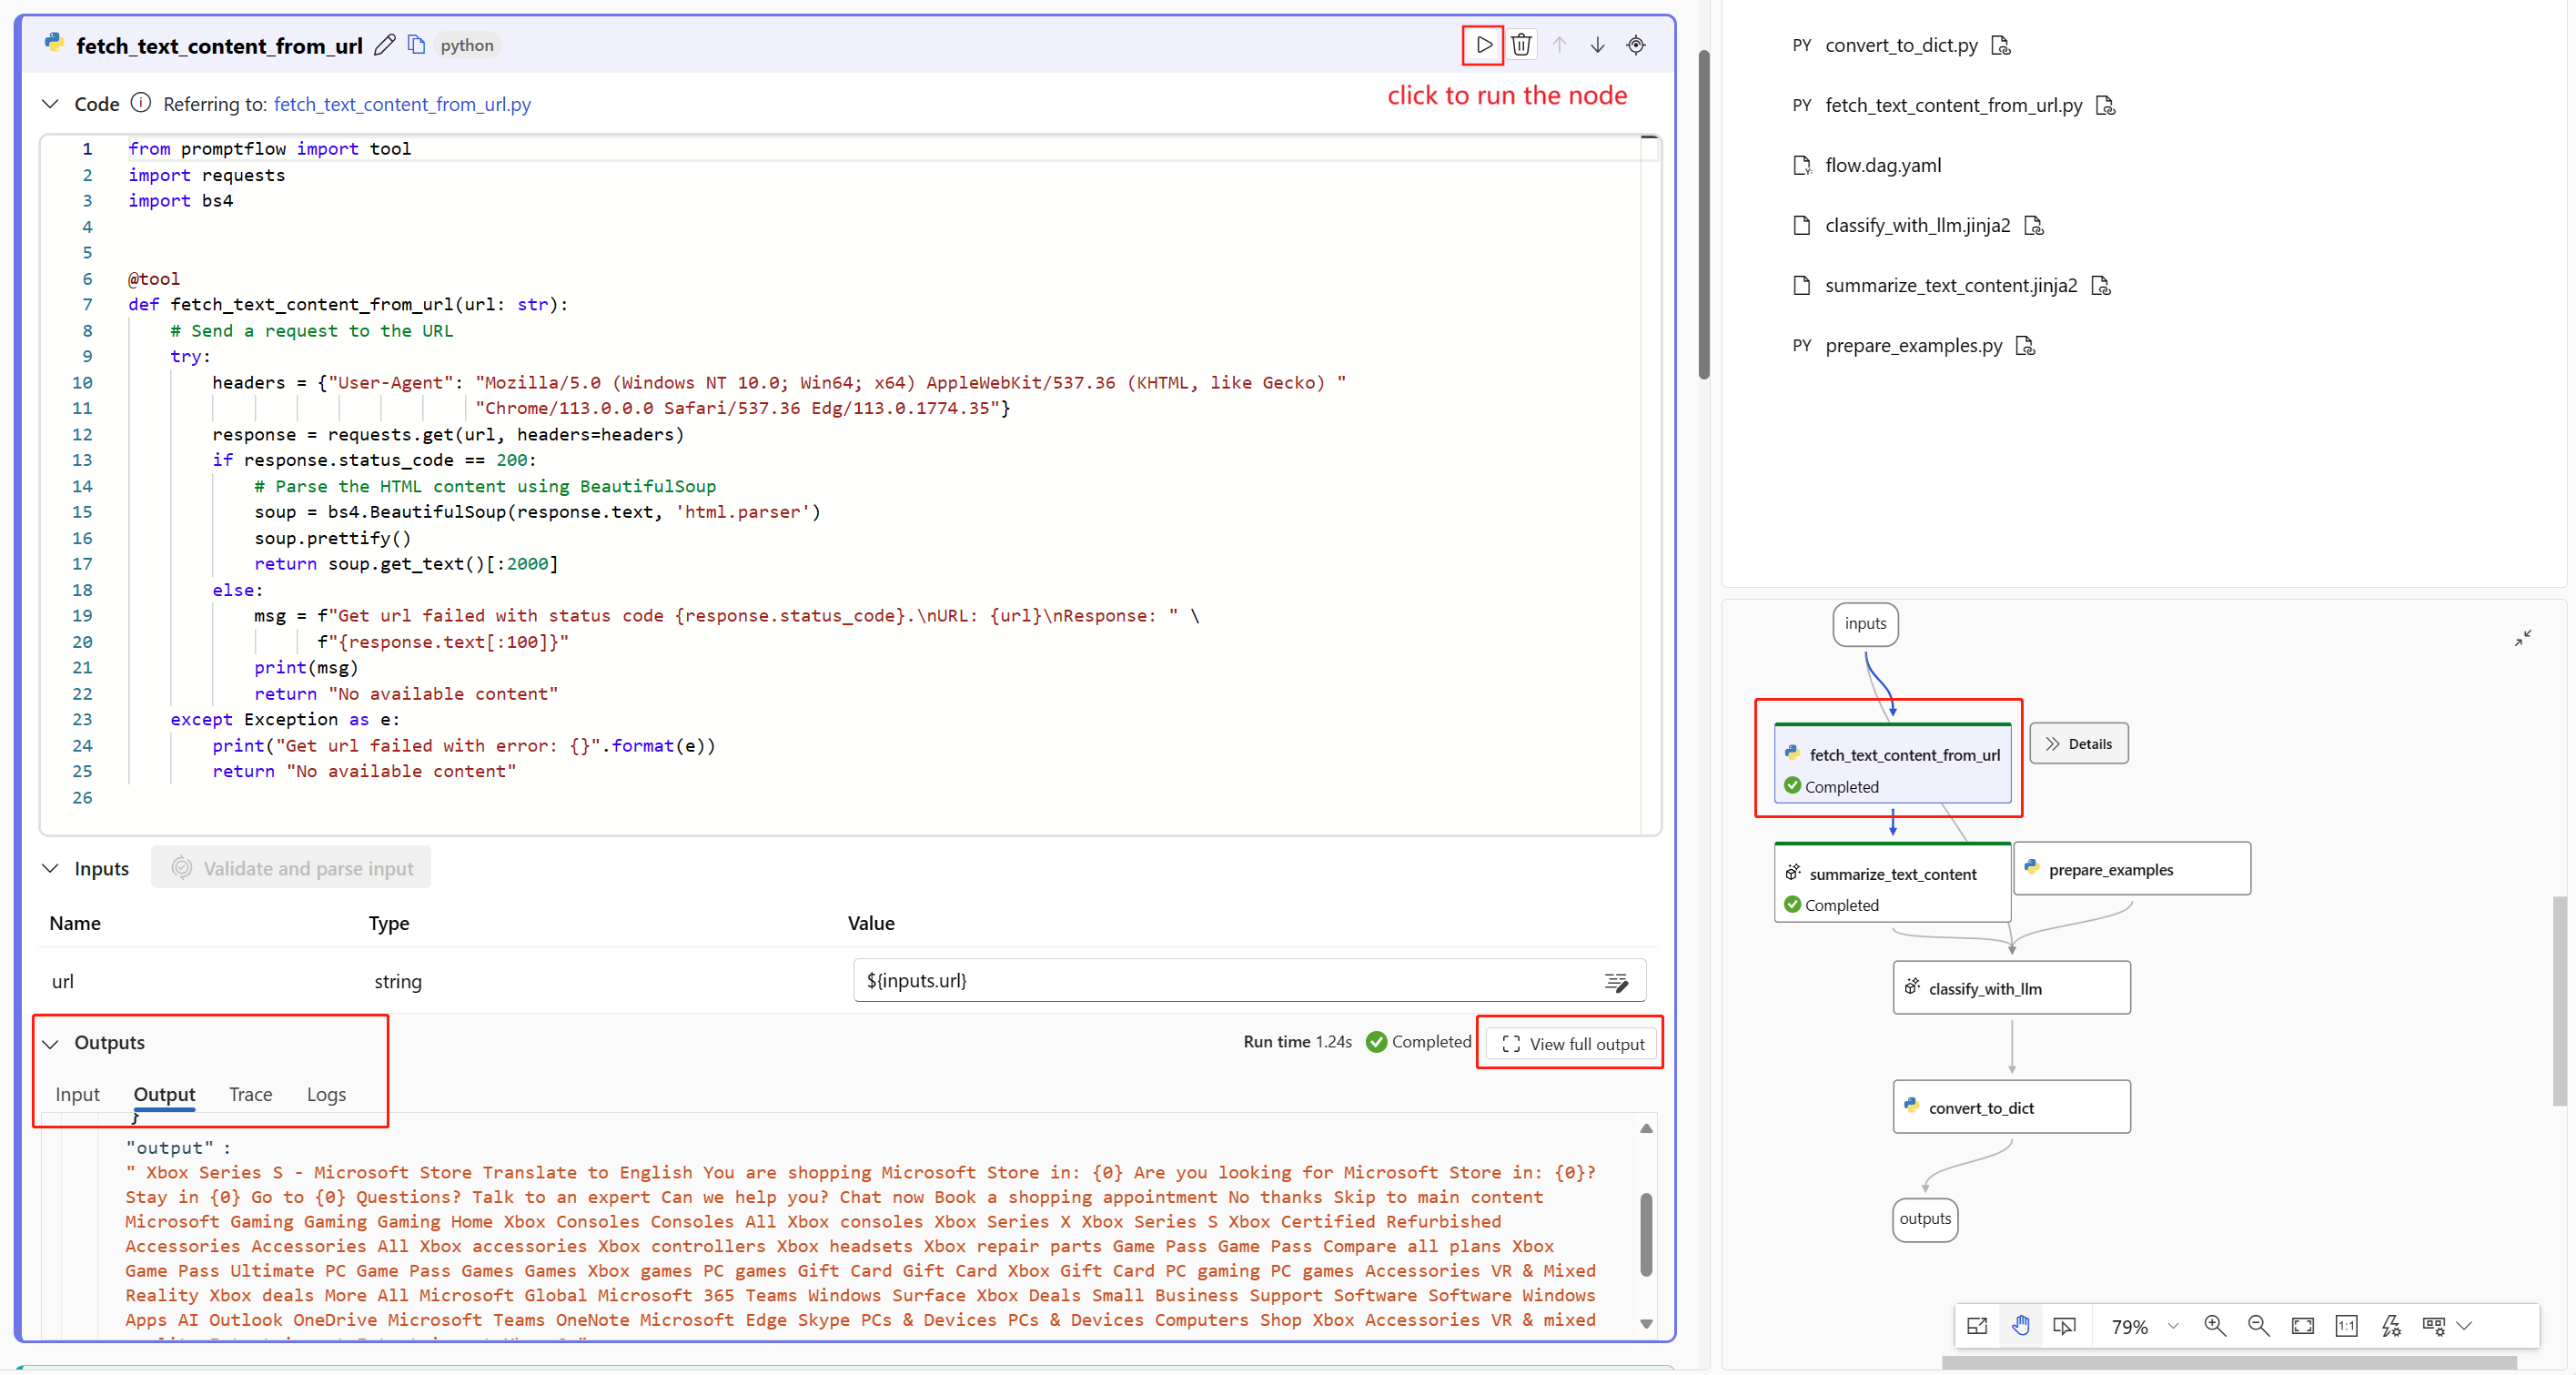 fetch_text_content_from_url python
click to run the node
Code Referring to: fetch_text_content_from_url.py
1 from promptflow import tool
2 import requests
3 import bs4
4
5
6 @tool
7 def fetch_text_content_from_url(url: str):
8 # Send a request to the URL
9 try:
10 headers = {"User-Agent": "Mozilla/5.0 (Windows NT 10.0; Win64; x64) AppleWebKit/537.36 (KHTML, like Gecko) "
11 "Chrome/113.0.0.0 Safari/537.36 Edg/113.0.1774.35"}
12 response = requests.get(url, headers=headers)
13 if response.status_code == 200:
14 # Parse the HTML content using BeautifulSoup
15 soup = bs4.BeautifulSoup(response.text, 'html.parser')
16 soup.prettify()
17 return soup.get_text()[:2000]
18 else:
19 msg = f"Get url failed with status code {response.status_code}.\nURL: {url}\nResponse: " \
20 f"{response.text[:100]}"
21 print(msg)
22 return "No available content"
23 except Exception as e:
24 print("Get url failed with error: {}".format(e))
25 return "No available content"
26
Inputs Validate and parse input
Name Type Value
url string ${inputs.url}
Outputs Run time 1.24s Completed View full output
Input Output Trace Logs
}
"output" :
" Xbox Series S - Microsoft Store Translate to English You are shopping Microsoft Store in: {0} Are you looking for Microsoft Store in: {0}?
Stay in {0} Go to {0} Questions? Talk to an expert Can we help you? Chat now Book a shopping appointment No thanks Skip to main content
Microsoft Gaming Gaming Gaming Home Xbox Consoles Consoles All Xbox consoles Xbox Series X Xbox Series S Xbox Certified Refurbished
Accessories Accessories All Xbox accessories Xbox controllers Xbox headsets Xbox repair parts Game Pass Game Pass Compare all plans Xbox
Game Pass Ultimate PC Game Pass Games Games Xbox games PC games Gift Card Gift Card Xbox Gift Card PC gaming PC games Accessories VR & Mixed
Reality Xbox deals More All Microsoft Global Microsoft 365 Teams Windows Surface Xbox Deals Small Business Support Software Software Windows
Apps AI Outlook OneDrive Microsoft Teams OneNote Microsoft Edge Skype PCs & Devices PCs & Devices Computers Shop Xbox Accessories VR & mixed
PY convert_to_dict.py
PY fetch_text_content_from_url.py
flow.dag.yaml
classify_with_llm.jinja2
summarize_text_content.jinja2
PY prepare_examples.py
inputs
fetch_text_content_from_url
Completed
Details
summarize_text_content
Completed
prepare_examples
classify_with_llm
convert_to_dict
outputs
79% 1:1